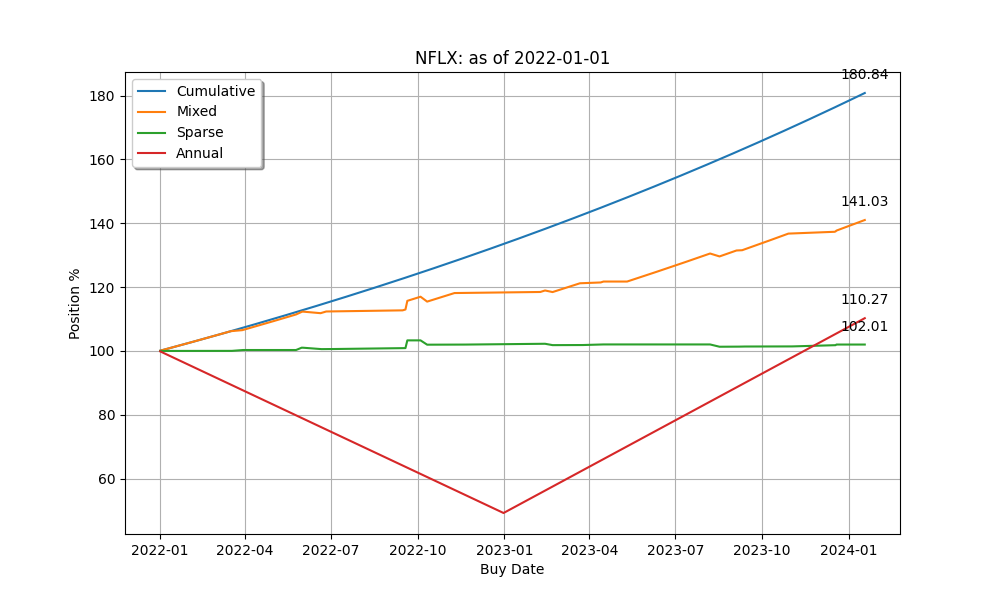 NFLX: as of 2022-01-01
180.84
180
Cumulative
Mixed
Sparse
Annual
160
141.03
140
120
110.27
102.01
100
80
60
Position %
2022-01 2022-04 2022-07 2022-10 2023-01 2023-04 2023-07 2023-10 2024-01
Buy Date